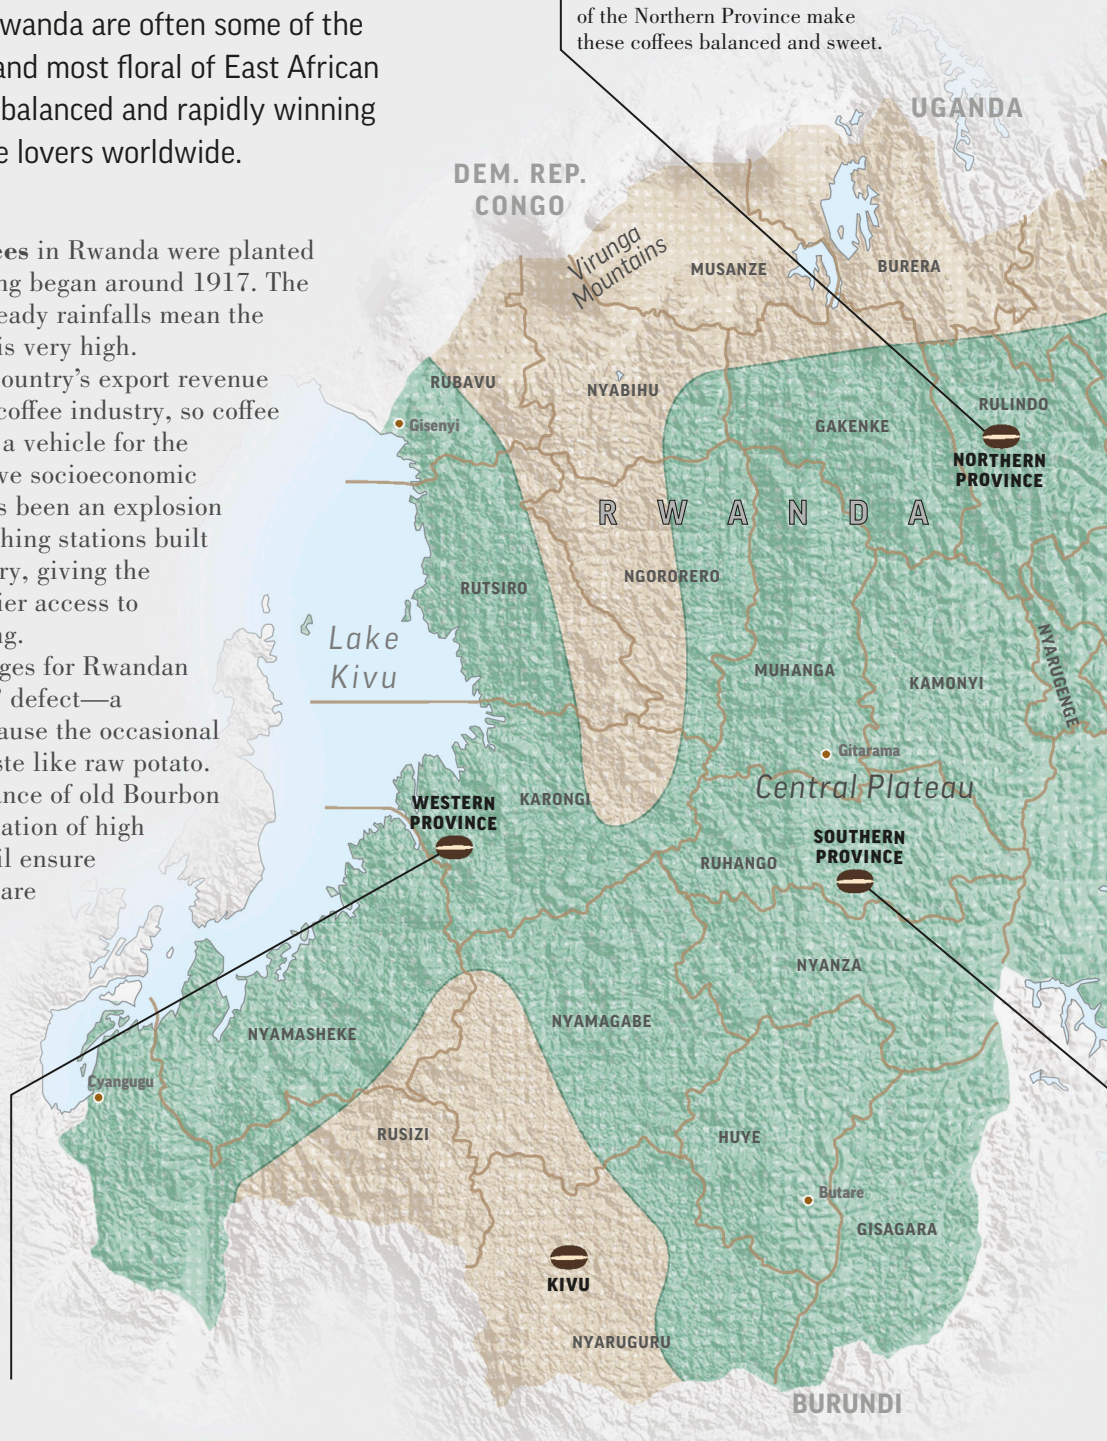 wanda are often some of the
and most floral of East African
balanced and rapidly winning
e lovers worldwide.
of the Northern Province make
these coffees balanced and sweet.
ees in Rwanda were planted
ng began around 1917. The
eady rainfalls mean the
is very high.
ountry's export revenue
coffee industry, so coffee
a vehicle for the
ve socioeconomic
s been an explosion
hing stations built
ry, giving the
ier access to
ng.
ges for Rwandan
' defect—a
ause the occasional
ste like raw potato.
ance of old Bourbon
ation of high
il ensure
are
UGANDA
DEM. REP.
CONGO
Virunga
Mountains
MUSANZE
BURERA
RUBAVU
NYABIHU
Gisenyi
GAKENKE
RULINDO
NORTHERN
PROVINCE
RWANDA
RUTSIRO
NGORORERO
Lake
Kivu
MUHANGA
KAMONYI
NYARUGENGE
Gitarama
Central Plateau
WESTERN
PROVINCE
KARONGI
SOUTHERN
PROVINCE
RUHANGO
NYANZA
NYAMASHEKE
NYAMAGABE
Cyangugu
RUSIZI
HUYE
Butare
GISAGARA
KIVU
NYARUGURU
BURUNDI